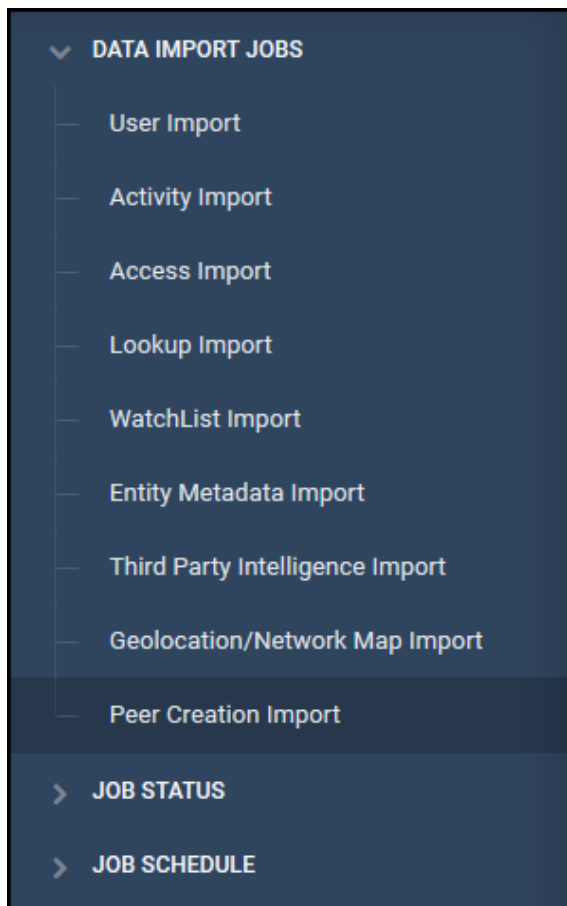 DATA IMPORT JOBS
User Import
Activity Import
Access Import
Lookup Import
WatchList Import
Entity Metadata Import
Third Party Intelligence Import
Geolocation/Network Map Import
Peer Creation Import
JOB STATUS
JOB SCHEDULE